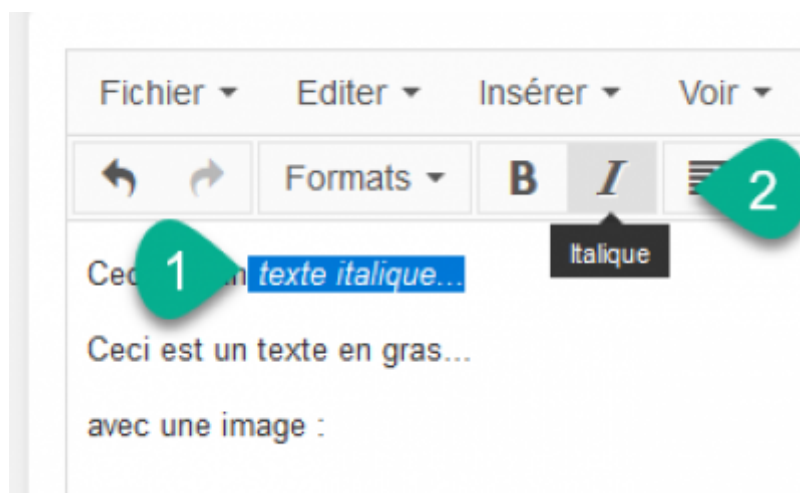 Fichier Editer Insérer Voir
Formats B I 2
Italique
1 texte italique...
Ceci est un texte en gras...
avec une image :